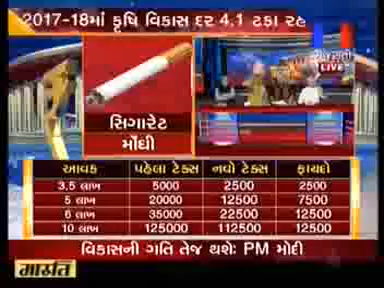 2017-18માં કૃષિ વિકાસ દર 4.1 ટકા રહ
LIVE
સિગારેટ
મોંઘી
આવક પહેલા ટેક્સ નવો ટેક્સ ફાયદો
3.5 લાખ 5000 2500 2500
5 લાખ 20000 12500 7500
6 લાખ 35000 22500 12500
10 લાખ 125000 112500 12500
વિકાસની ગતિ તેજ થશેઃ PM મોદી
मारुति